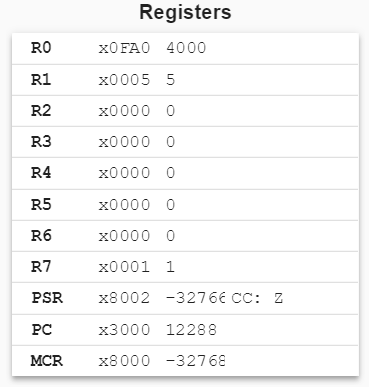 Registers
R0 x0FA0 4000
R1 x0005 5
R2 x0000 0
R3 x0000 0
R4 x0000 0
R5 x0000 0
R6 x0000 0
R7 x0001 1
PSR x8002 -32766 CC: Z
PC x3000 12288
MCR x8000 -32768